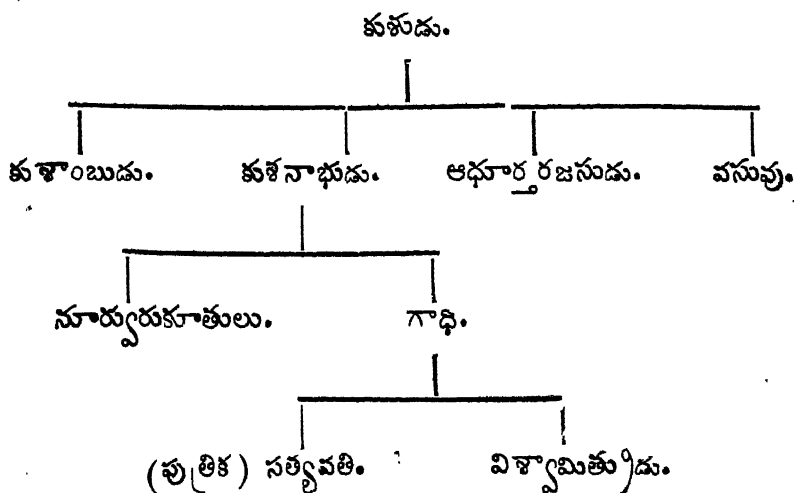 కుశుడు.
కుశాంబుడు. కుశనాభుడు. ఆధూర్తరజసుడు. వసువు.
నూర్వురుకూతులు. గాధి.
(పుత్రిక) సత్యవతి. విశ్వామిత్రుడు.